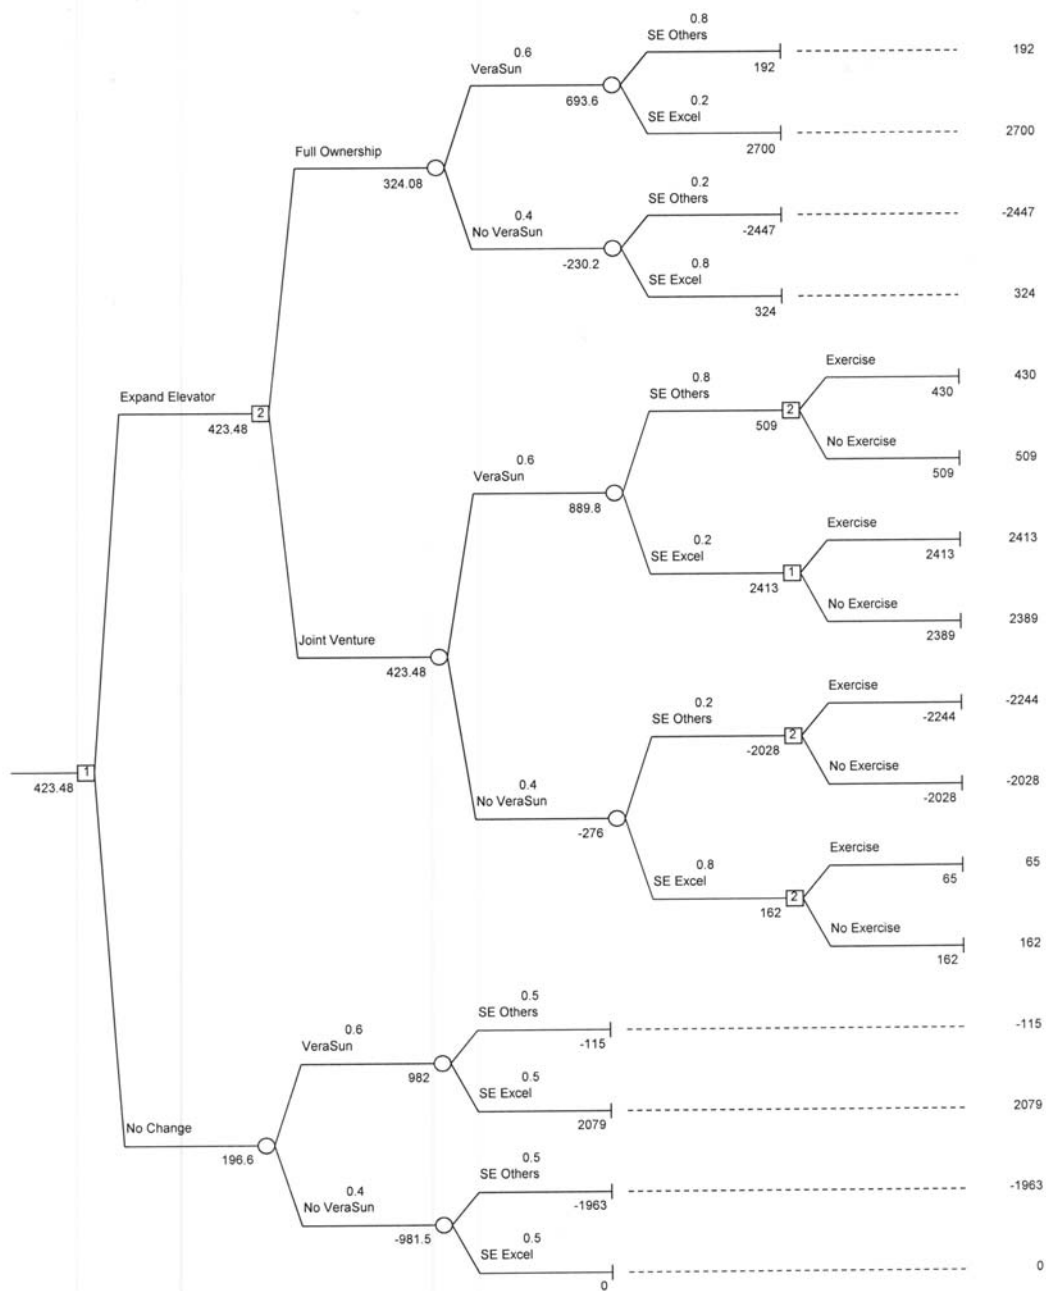 0.8
SE Others
192
192
0.6
VeraSun
693.6
0.2
SE Excel
2700
2700
Full Ownership
324.08
0.2
SE Others
-2447
-2447
0.4
No VeraSun
-230.2
0.8
SE Excel
324
324
Expand Elevator
2
423.48
Exercise
430
430
0.8
SE Others
2
509
No Exercise
509
509
0.6
VeraSun
889.8
Exercise
2413
2413
0.2
SE Excel
1
2413
No Exercise
2389
2389
Joint Venture
423.48
Exercise
-2244
-2244
0.2
SE Others
2
-2028
No Exercise
-2028
-2028
1
423.48
0.4
No VeraSun
-276
Exercise
65
65
0.8
SE Excel
2
162
No Exercise
162
162
0.5
SE Others
-115
-115
0.6
VeraSun
982
0.5
SE Excel
2079
2079
No Change
196.6
0.5
SE Others
-1963
-1963
0.4
No VeraSun
-981.5
0.5
SE Excel
0
0